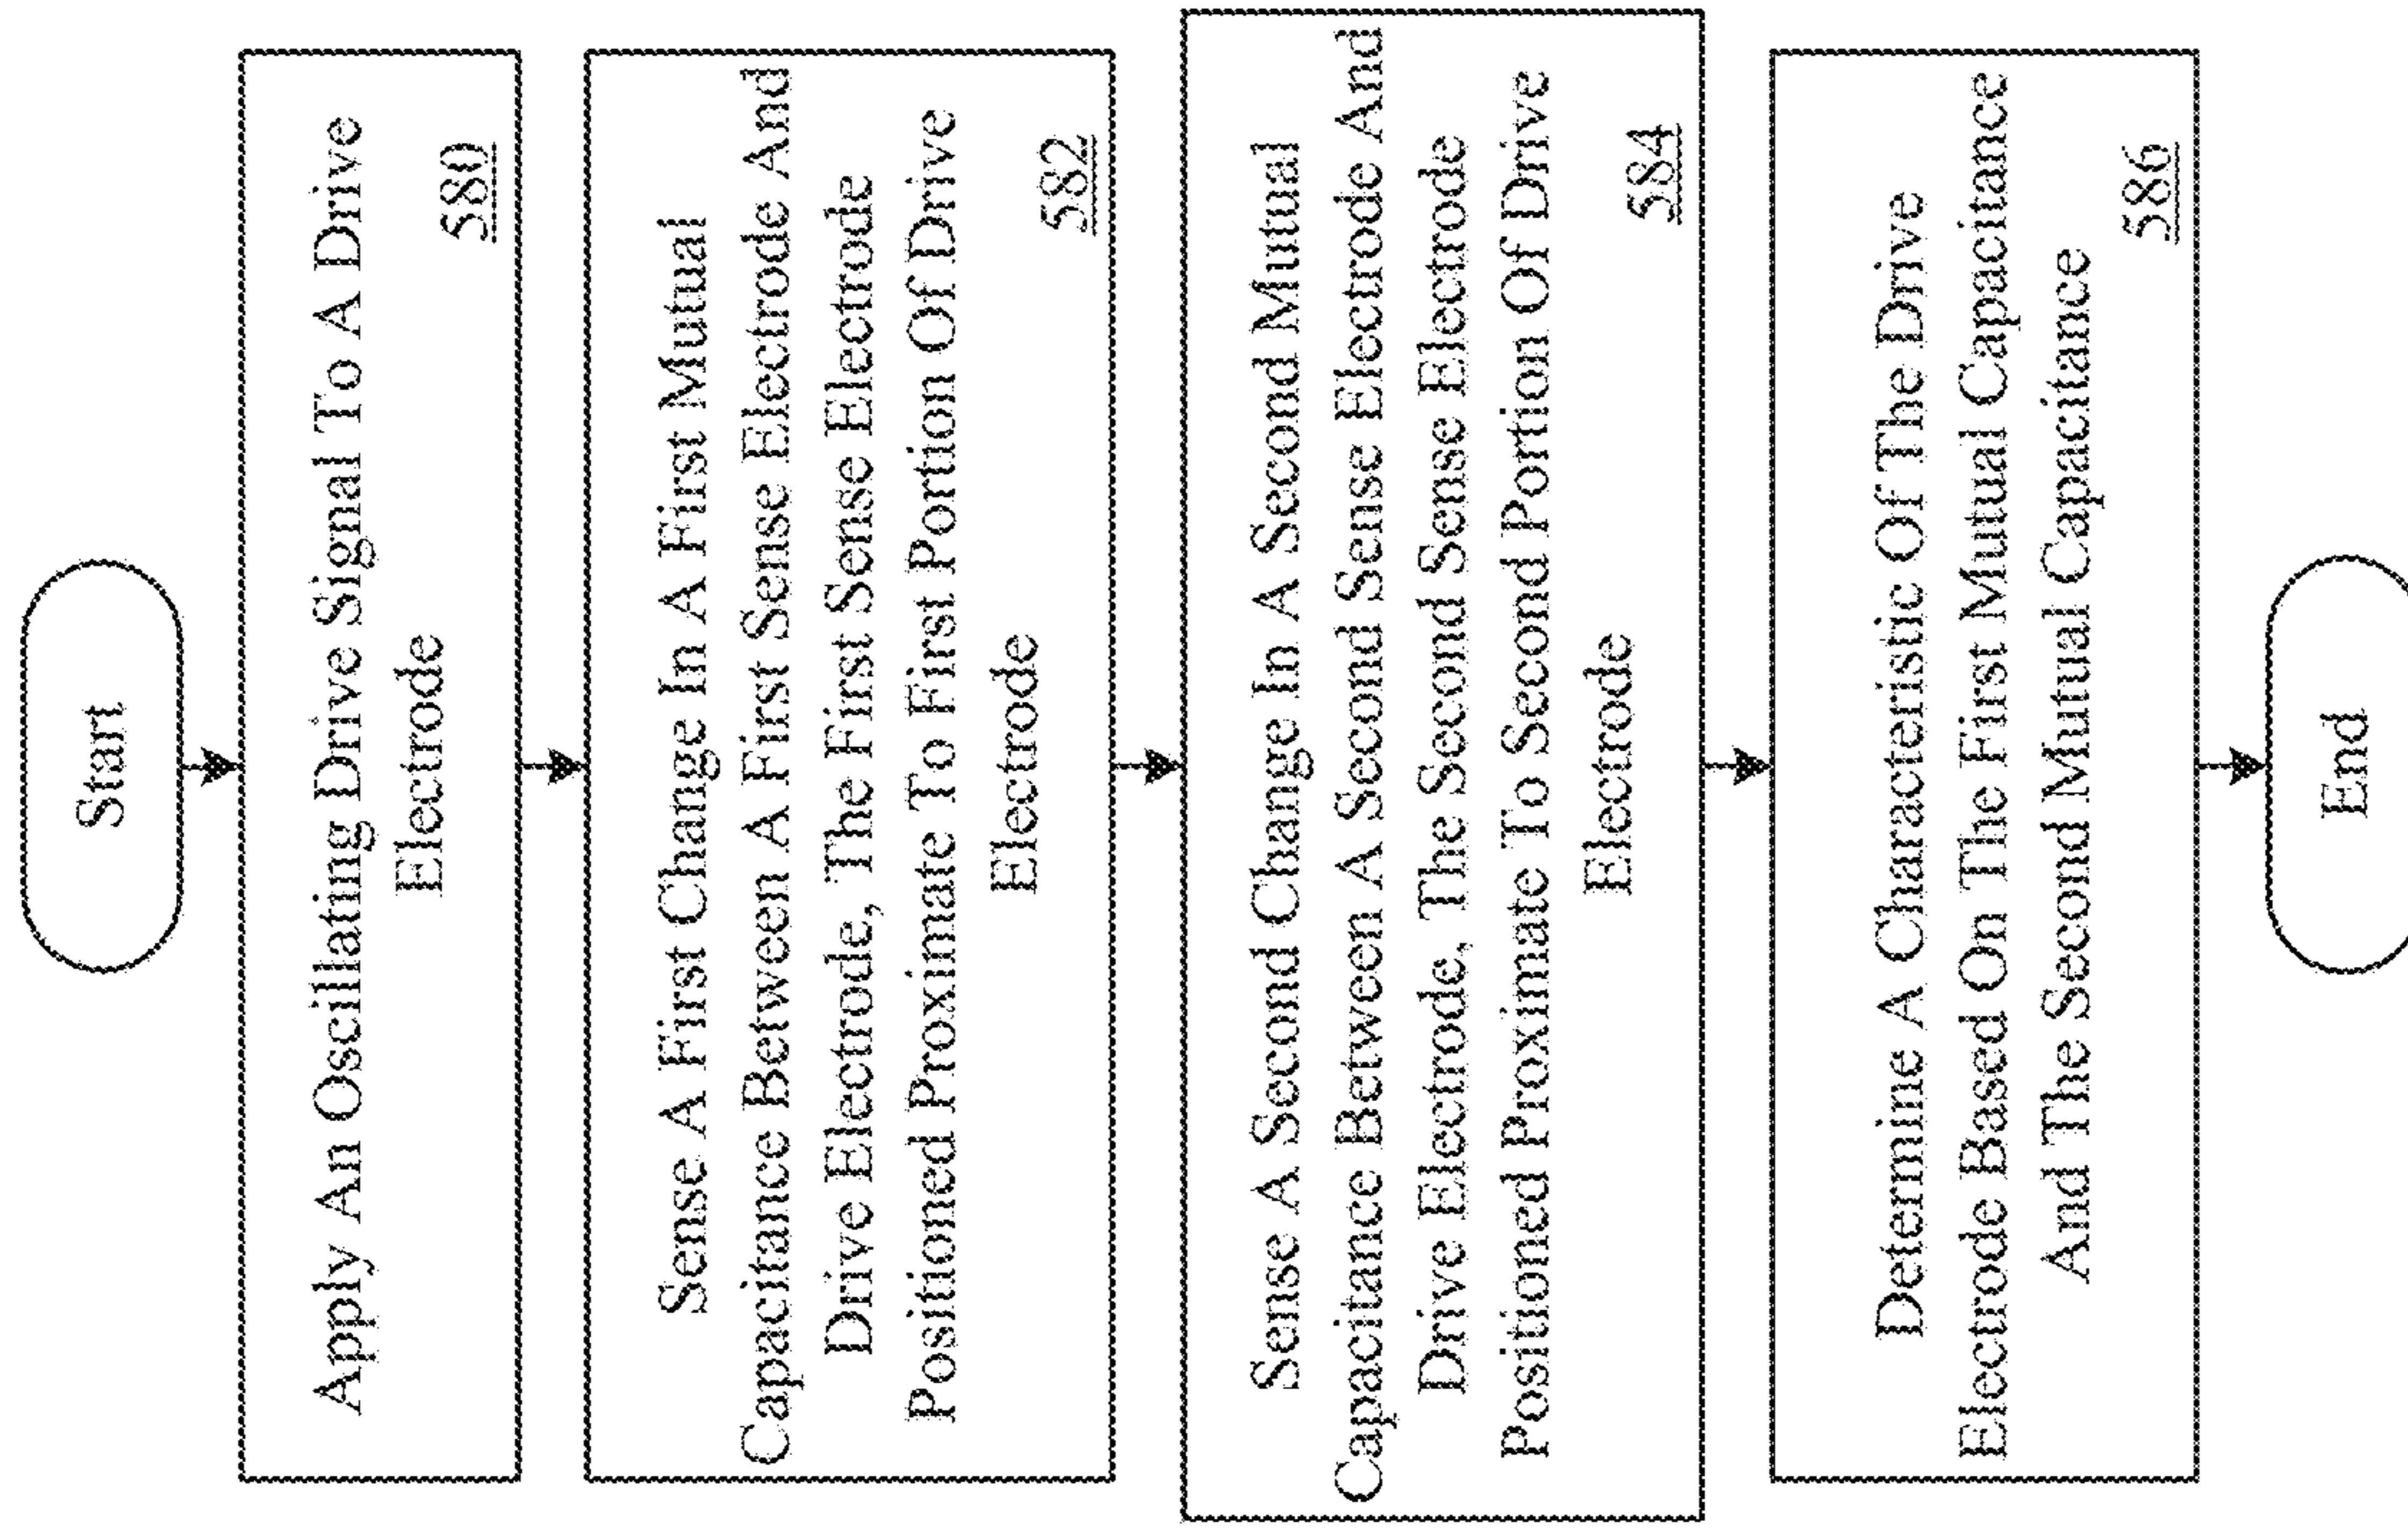 Start
Apply An Oscillating Drive Signal To A Drive
Electrode
580
Sense A First Change In A First Mutual
Capacitance Between A First Sense Electrode And
Drive Electrode, The First Sense Electrode
Positioned Proximate To First Portion Of Drive
Electrode
582
Sense A Second Change In A Second Mutual
Capacitance Between A Second Sense Electrode And
Drive Electrode, The Second Sense Electrode
Positioned Proximate To Second Portion Of Drive
Electrode
584
Determine A Characteristic Of The Drive
Electrode Based On The First Mutual Capacitance
And The Second Mutual Capacitance
586
End